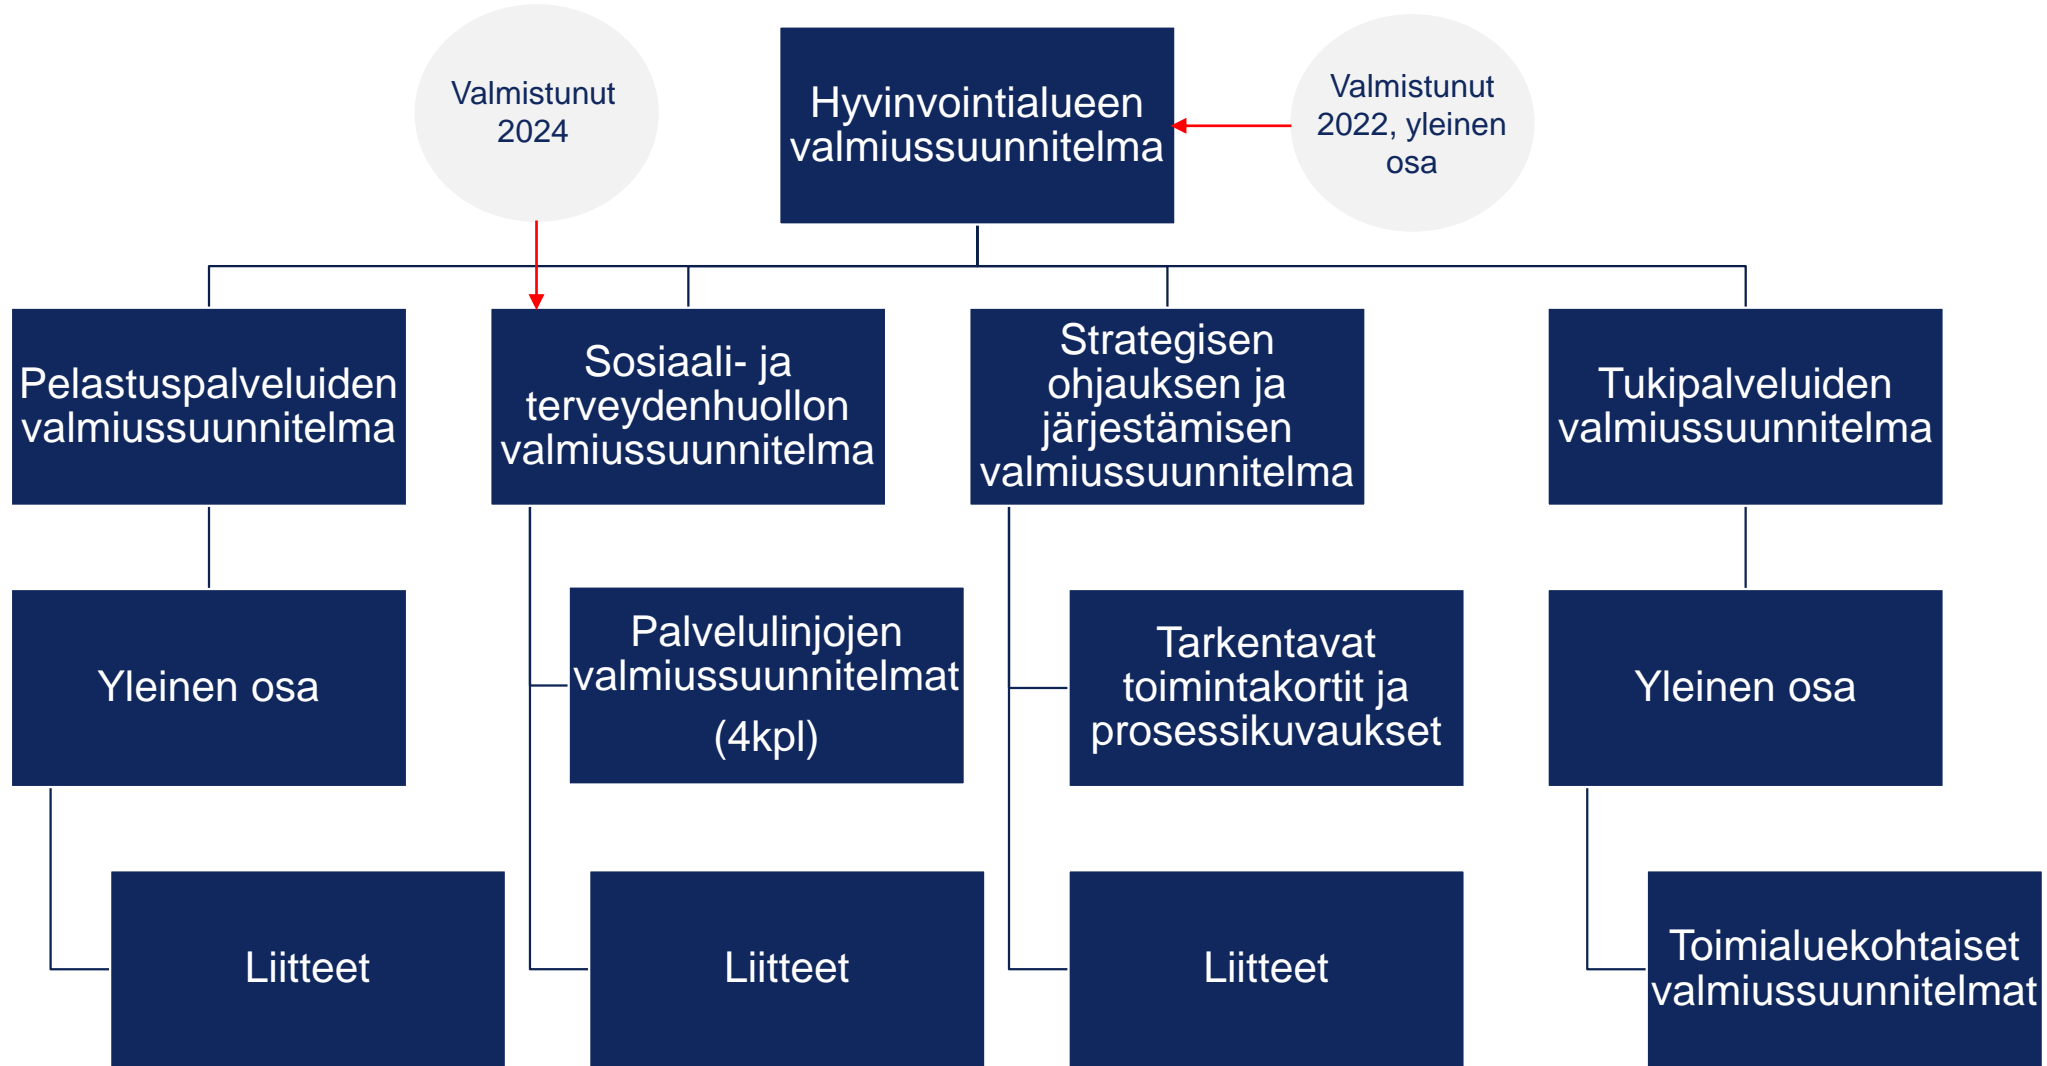 Valmistunut
2024
Hyvinvointialueen
valmiussuunnitelma
Valmistunut
2022, yleinen
osa
Pelastuspalveluiden
valmiussuunnitelma
Sosiaali- ja
terveydenhuollon
valmiussuunnitelma
Strategisen
ohjauksen ja
järjestämisen
valmiussuunnitelma
Tukipalveluiden
valmiussuunnitelma
Yleinen osa
Palvelulinjojen
valmiussuunnitelmat
(4kpl)
Tarkentavat
toimintakortit ja
prosessikuvaukset
Yleinen osa
Liitteet
Liitteet
Liitteet
Toimialuekohtaiset
valmiussuunnitelmat